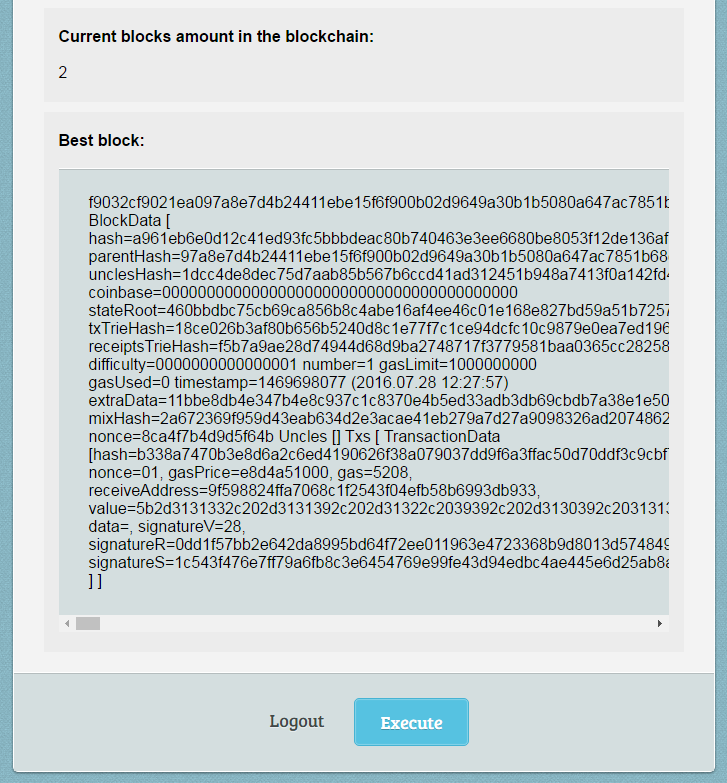 Current blocks amount in the blockchain:
2
Best block:
f9032cf9021ea097a8e7d4b24411ebe15f6f900b02d9649a30b1b5080a647ac7851b
BlockData [
hash=a961eb6e0d12c41ed93fc5bbbdeac80b740463e3ee6680be8053f12de136af
parentHash=97a8e7d4b24411ebe15f6f900b02d9649a30b1b5080a647ac7851b68
unclesHash=1dcc4de8dec75d7aab85b567b6ccd41ad312451b948a7413f0a142fd4
coinbase=0000000000000000000000000000000000000000
stateRoot=460bbdbc75cb69ca856b8c4abe16af4ee46c01e168e827bd59a51b7257
txTrieHash=18ce026b3af80b656b5240d8c1e77f7c1ce94dcfc10c9879e0ea7ed196
receiptsTrieHash=f5b7a9ae28d74944d68d9ba2748717f3779581baa0365cc28258
difficulty=0000000000000001 number=1 gasLimit=1000000000
gasUsed=0 timestamp=1469698077 (2016.07.28 12:27:57)
extraData=11bbe8db4e347b4e8c937c1c8370e4b5ed33adb3db69cbdb7a38e1e50
mixHash=2a672369f959d43eab634d2e3acae41eb279a7d27a9098326ad2074862
nonce=8ca4f7b4d9d5f64b Uncles [] Txs [ TransactionData
[hash=b338a7470b3e8d6a2c6ed4190626f38a079037dd9f6a3ffac50d70ddf3c9cbf
nonce=01, gasPrice=e8d4a51000, gas=5208,
receiveAddress=9f598824ffa7068c1f2543f04efb58b6993db933,
value=5b2d3131332c202d3131392c202d31322c2039392c202d3130392c2031313
data=, signatureV=28,
signatureR=0dd1f57bb2e642da8995bd64f72ee011963e4723368b9d8013d574849
signatureS=1c543f476e7ff79a6fb8c3e6454769e99fe43d94edbc4ae445e6d25ab8a
] ]
Logout
Execute